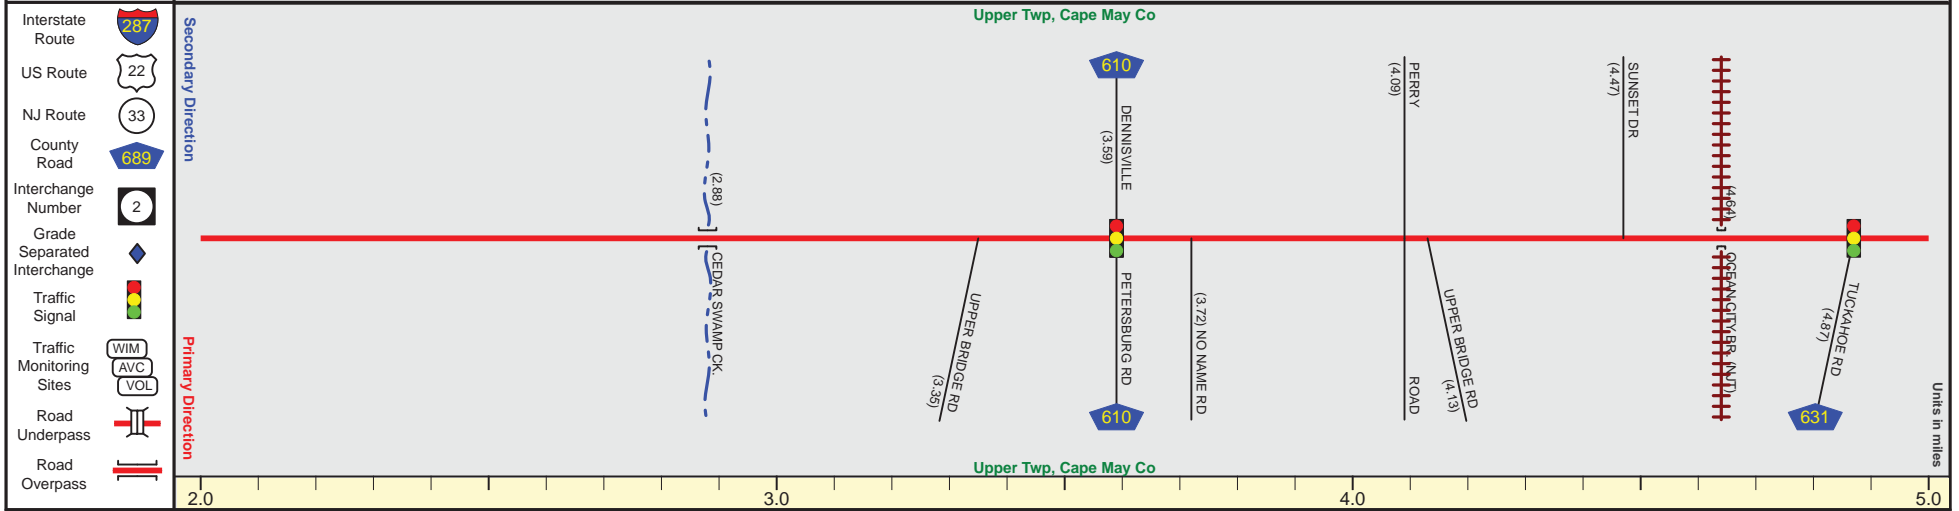 Interstate
Route
287
US Route
22
NJ Route
33
County
Road
689
Interchange
Number
2
Grade
Separated
Interchange
Traffic
Signal
Traffic
Monitoring
Sites
WIM
AVC
VOL
Road
Underpass
Road
Overpass
Secondary Direction
Primary Direction
Upper Twp, Cape May Co
(2.88)
CEDAR SWAMP CK.
UPPER BRIDGE RD
(3.35)
610
DENNISVILLE
(3.59)
PETERSBURG RD
610
(3.72) NO NAME RD
PERRY
(4.09)
ROAD
UPPER BRIDGE RD
(4.13)
SUNSET DR
(4.47)
(4.64)
OCEAN CITY BR. (NJT)
TUCKAHOE RD
(4.87)
631
Units in miles
Upper Twp, Cape May Co
2.0
3.0
4.0
5.0